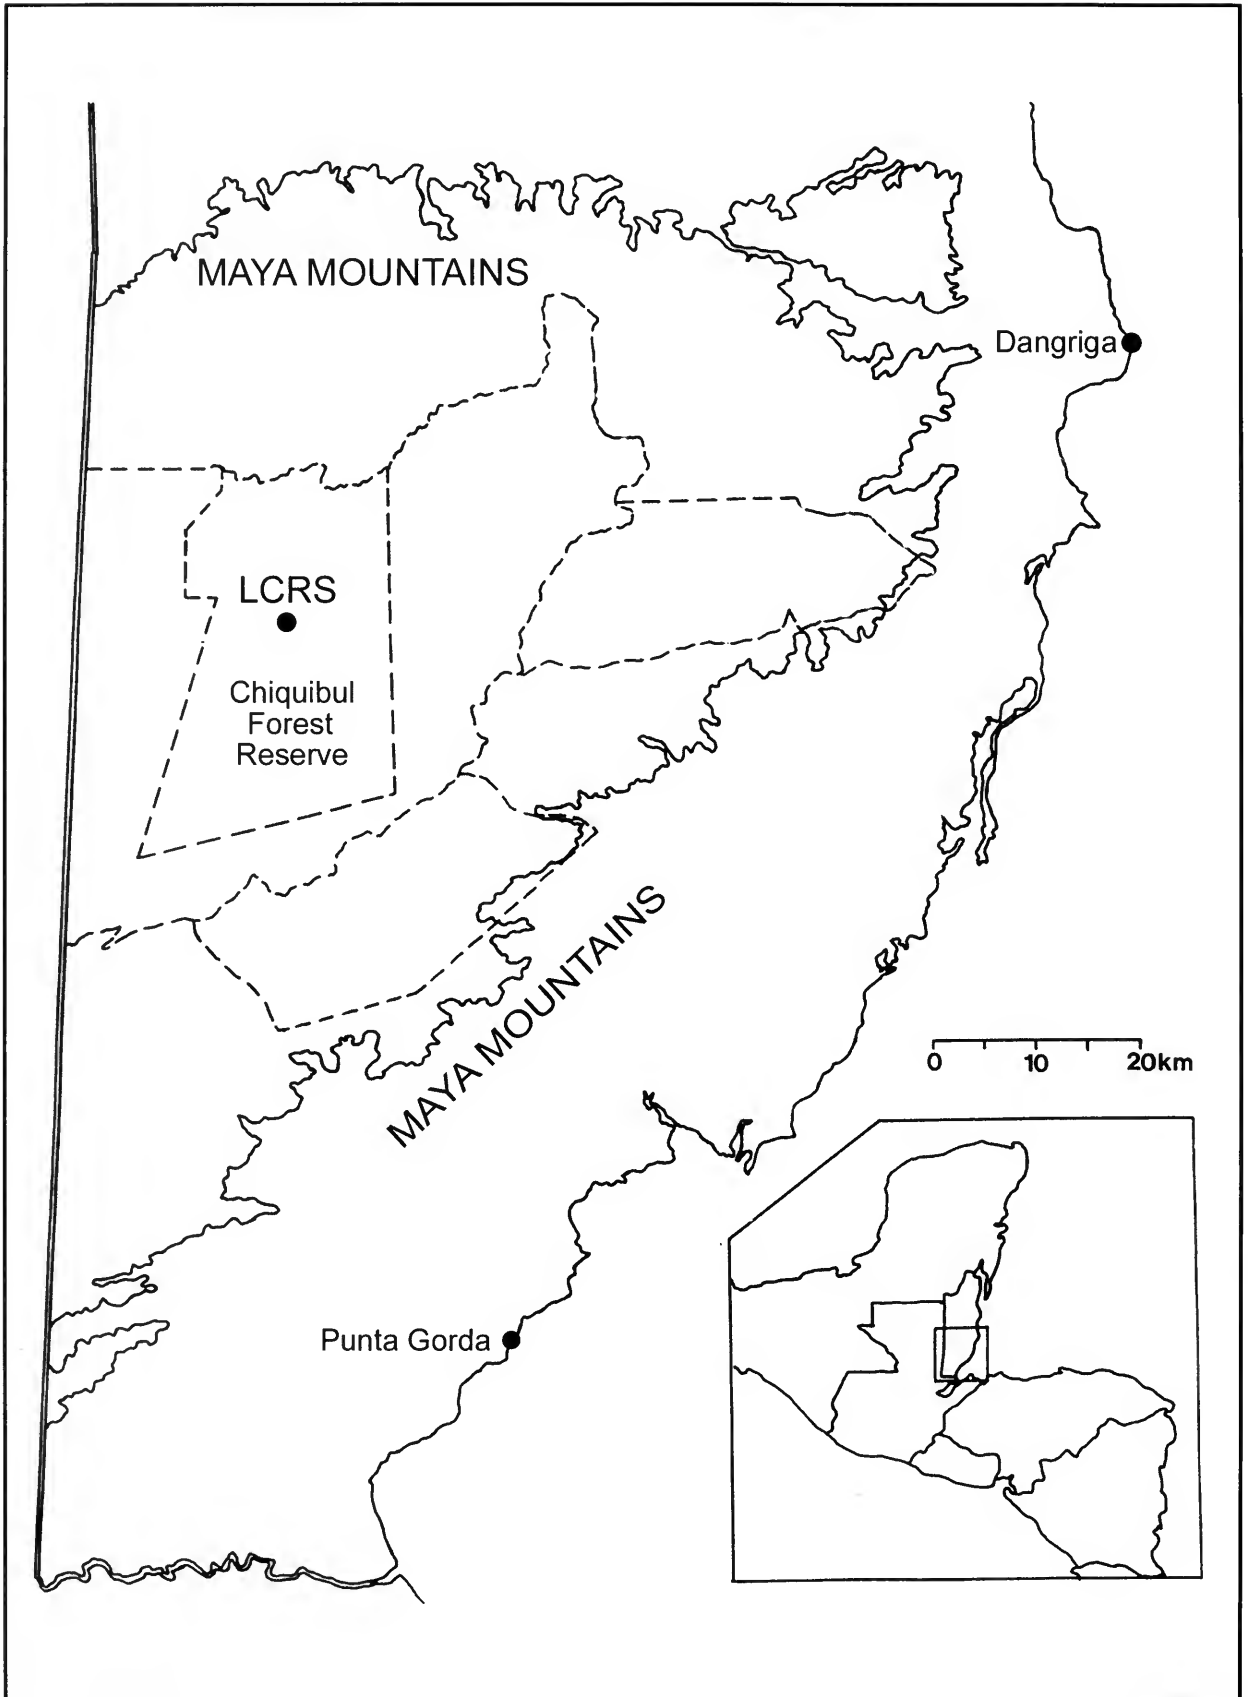 MAYA MOUNTAINS
Dangriga
LCRS
Chiquibul
Forest
Reserve
MAYA MOUNTAINS
0 10 20km
Punta Gorda